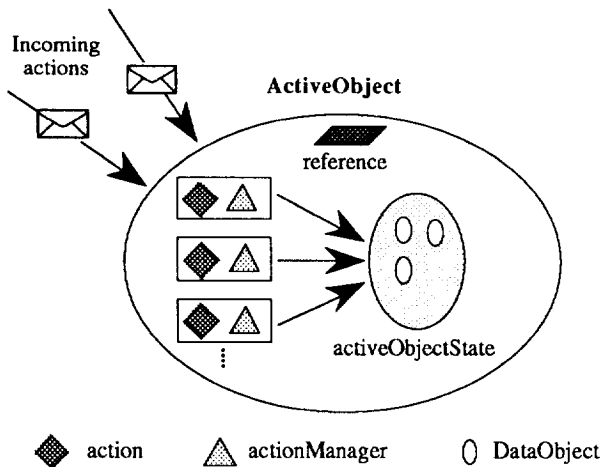 Incoming
actions
ActiveObject
reference
activeObjectState
action
actionManager
DataObject